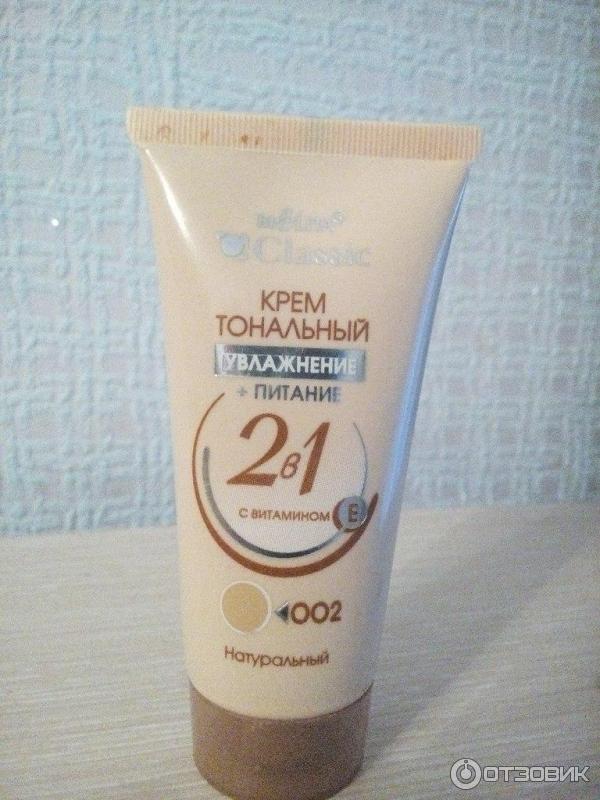 Classic
КРЕМ
ТОНАЛЬНЫЙ
УВЛАЖНЕНИЕ
+ ПИТАНИЕ
2в1
С ВИТАМИНОМ E
002
Натуральный
ОТЗОВИК